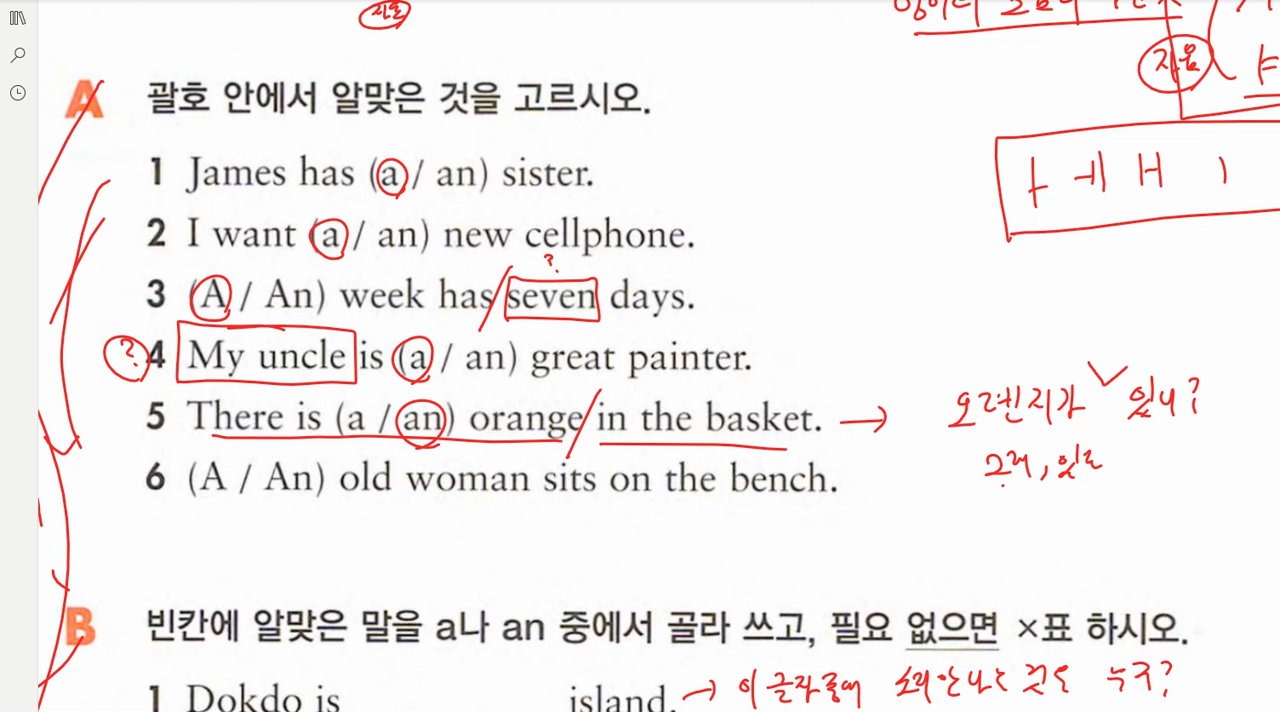 자음
A 괄호 안에서 알맞은 것을 고르시오.
1 James has (a / an) sister.
2 I want (a / an) new cellphone.
?
3 (A / An) week has/seven days.
? 4 My uncle is (a / an) great painter.
5 There is (a / an) orange/in the basket. → 오렌지가 있니?
그래, 있
6 (A / An) old woman sits on the bench.
B 빈칸에 알맞은 말을 a나 an 중에서 골라 쓰고, 필요 없으면 ×표 하시오.
1 Dokdo is island. → 이 글자 중에 소리 안 나는 것은 누구?